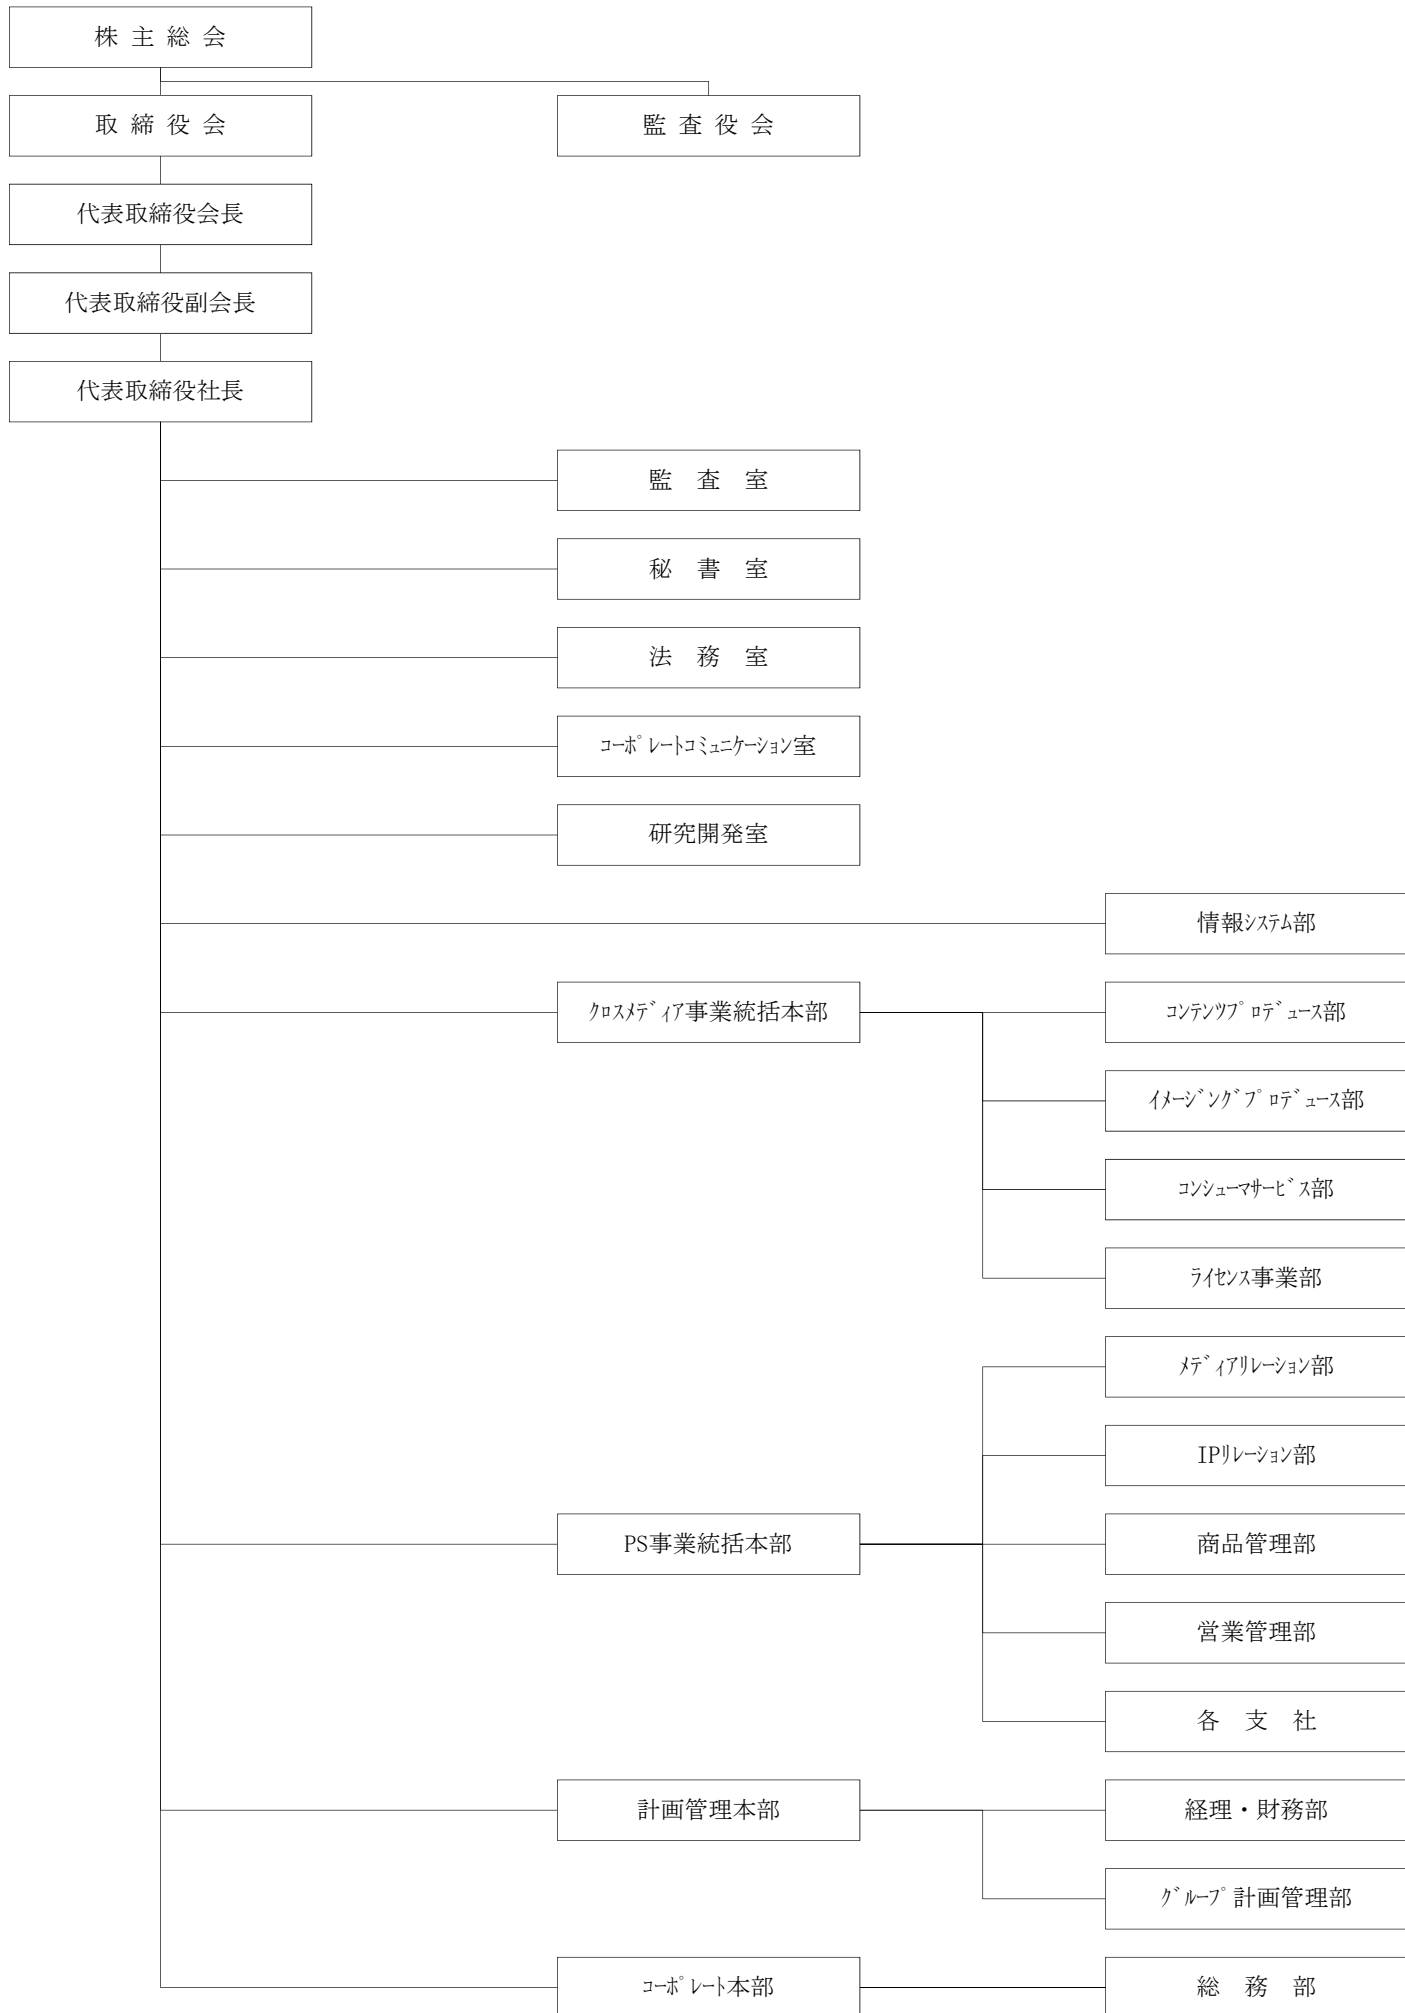 株 主 総 会
取 締 役 会
監 査 役 会
代表取締役会長
代表取締役副会長
代表取締役社長
監　査　室
秘　書　室
法　務　室
ｺｰﾎﾟﾚｰﾄｺﾐｭﾆｹｰｼｮﾝ室
研究開発室
情報ｼｽﾃﾑ部
ｸﾛｽﾒﾃﾞｨｱ事業統括本部
ｺﾝﾃﾝﾂﾌﾟﾛﾃﾞｭｰｽ部
ｲﾒｰｼﾞﾝｸﾞﾌﾟﾛﾃﾞｭｰｽ部
ｺﾝｼｭｰﾏｻｰﾋﾞｽ部
ﾗｲｾﾝｽ事業部
ﾒﾃﾞｨｱﾘﾚｰｼｮﾝ部
IPﾘﾚｰｼｮﾝ部
PS事業統括本部
商品管理部
営業管理部
各　支　社
計画管理本部
経理・財務部
ｸﾞﾙｰﾌﾟ計画管理部
ｺｰﾎﾟﾚｰﾄ本部
総　務　部